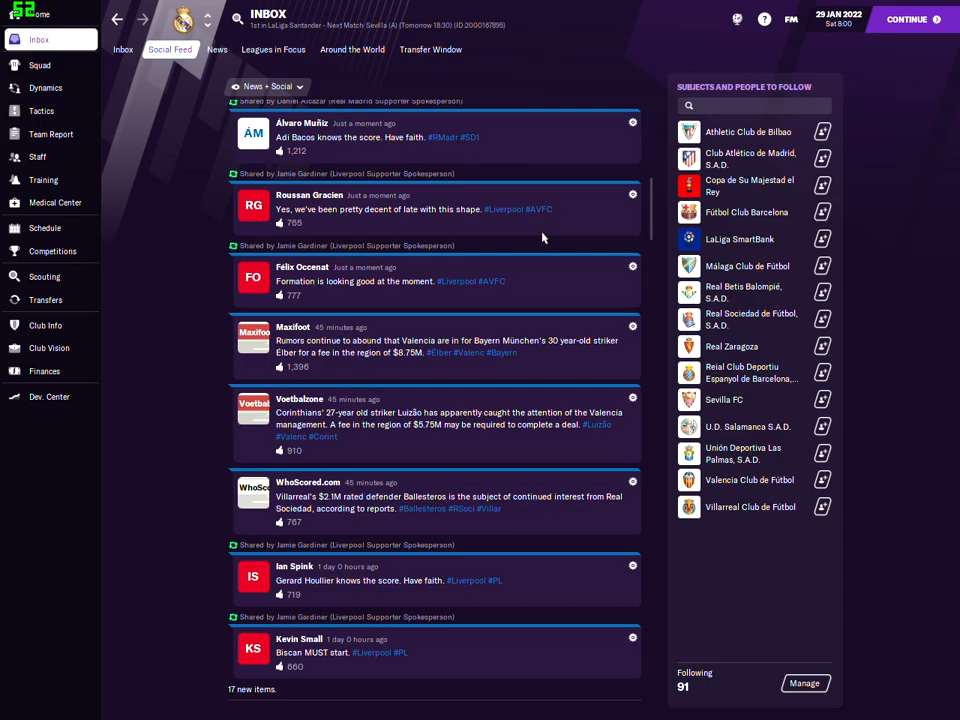 52
ome
INBOX
1st in LaLiga Santander - Next Match: Sevilla (A) (Tomorrow 18:30) (ID:2000167895)
FM
29 JAN 2022
Sat 8:00
CONTINUE
Inbox
Squad
Dynamics
Tactics
Team Report
Staff
Training
Medical Center
Schedule
Competitions
Scouting
Transfers
Club Info
Club Vision
Finances
Dev. Center
Inbox Social Feed News Leagues in Focus Around the World Transfer Window
News + Social
Shared by Daniel Alcázar (Real Madrid Supporter Spokesperson)
ÁM
Álvaro Muñiz Just a moment ago
Adi Bacos knows the score. Have faith. #RMadr #SD1
1,212
Shared by Jamie Gardiner (Liverpool Supporter Spokesperson)
RG
Roussan Gracien Just a moment ago
Yes, we've been pretty decent of late with this shape. #Liverpool #AVFC
765
Shared by Jamie Gardiner (Liverpool Supporter Spokesperson)
FO
Félix Occenat Just a moment ago
Formation is looking good at the moment. #Liverpool #AVFC
777
Maxifoo
Maxifoot 45 minutes ago
Rumors continue to abound that Valencia are in for Bayern München's 30 year-old striker
Élber for a fee in the region of $8.75M. #Élber #Valenc #Bayern
1,396
Voetbal
Voetbalzone 45 minutes ago
Corinthians' 27-year old striker Luizão has apparently caught the attention of the Valencia
management. A fee in the region of $5.75M may be required to complete a deal. #Luizão
#Valenc #Corint
910
WhoSco
WhoScored.com 45 minutes ago
Villarreal's $2.1M rated defender Ballesteros is the subject of continued interest from Real
Sociedad, according to reports. #Ballesteros #RSoci #Villar
767
Shared by Jamie Gardiner (Liverpool Supporter Spokesperson)
IS
Ian Spink 1 day 0 hours ago
Gerard Houllier knows the score. Have faith. #Liverpool #PL
719
Shared by Jamie Gardiner (Liverpool Supporter Spokesperson)
KS
Kevin Small 1 day 0 hours ago
Biscan MUST start. #Liverpool #PL
660
17 new items.
SUBJECTS AND PEOPLE TO FOLLOW
Athletic Club de Bilbao
Club Atlético de Madrid,
S.A.D.
Copa de Su Majestad el
Rey
Fútbol Club Barcelona
LaLiga SmartBank
Málaga Club de Fútbol
Real Betis Balompié,
S.A.D.
Real Sociedad de Fútbol,
S.A.D.
Real Zaragoza
Reial Club Deportiu
Espanyol de Barcelona,...
Sevilla FC
U.D. Salamanca S.A.D.
Unión Deportiva Las
Palmas, S.A.D.
Valencia Club de Fútbol
Villarreal Club de Fútbol
Following
91
Manage